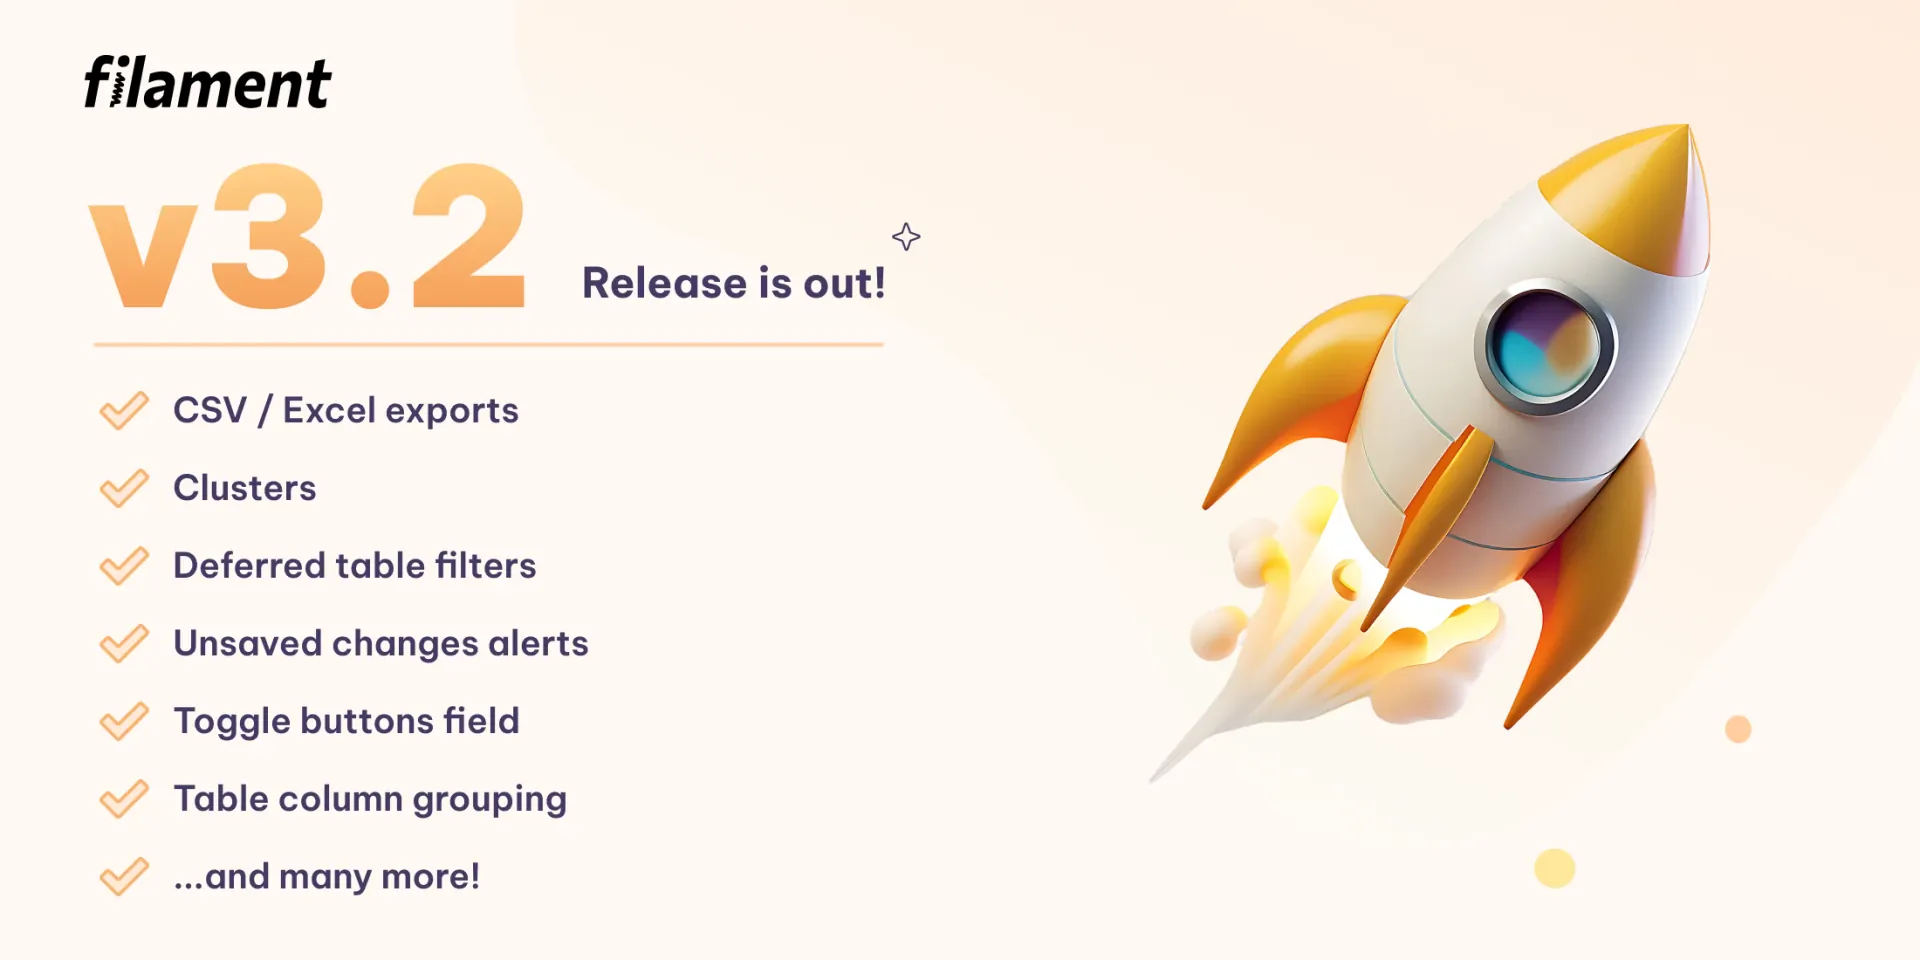 filament
v3.2
Release is out!
CSV / Excel exports
Clusters
Deferred table filters
Unsaved changes alerts
Toggle buttons field
Table column grouping
...and many more!